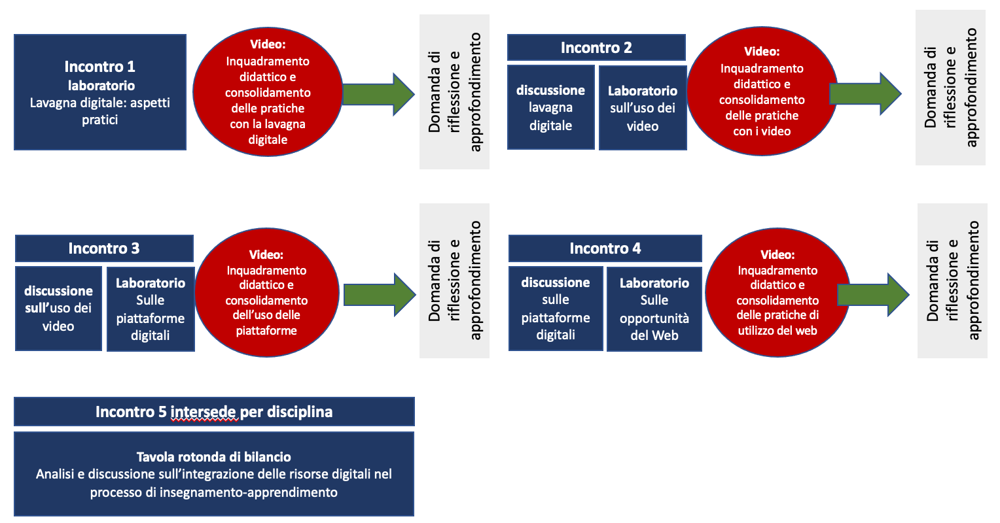 Incontro 1
laboratorio
Lavagna digitale: aspetti
pratici
Video:
Inquadramento
didattico e
consolidamento
delle pratiche
con la lavagna
digitale
Domanda di
riflessione e
approfondimento
Incontro 2
discussione
lavagna
digitale
Laboratorio
sull’uso dei
video
Video:
Inquadramento
didattico e
consolidamento
delle pratiche
con i video
Domanda di
riflessione e
approfondimento
Incontro 3
discussione
sull’uso dei
video
Laboratorio
Sulle
piattaforme
digitali
Video:
Inquadramento
didattico e
consolidamento
dell’uso delle
piattaforme
Domanda di
riflessione e
approfondimento
Incontro 4
discussione
sulle
piattaforme
digitali
Laboratorio
Sulle
opportunità
del Web
Video:
Inquadramento
didattico e
consolidamento
delle pratiche di
utilizzo del web
Domanda di
riflessione e
approfondimento
Incontro 5 intersede per disciplina
Tavola rotonda di bilancio
Analisi e discussione sull’integrazione delle risorse digitali nel
processo di insegnamento-apprendimento